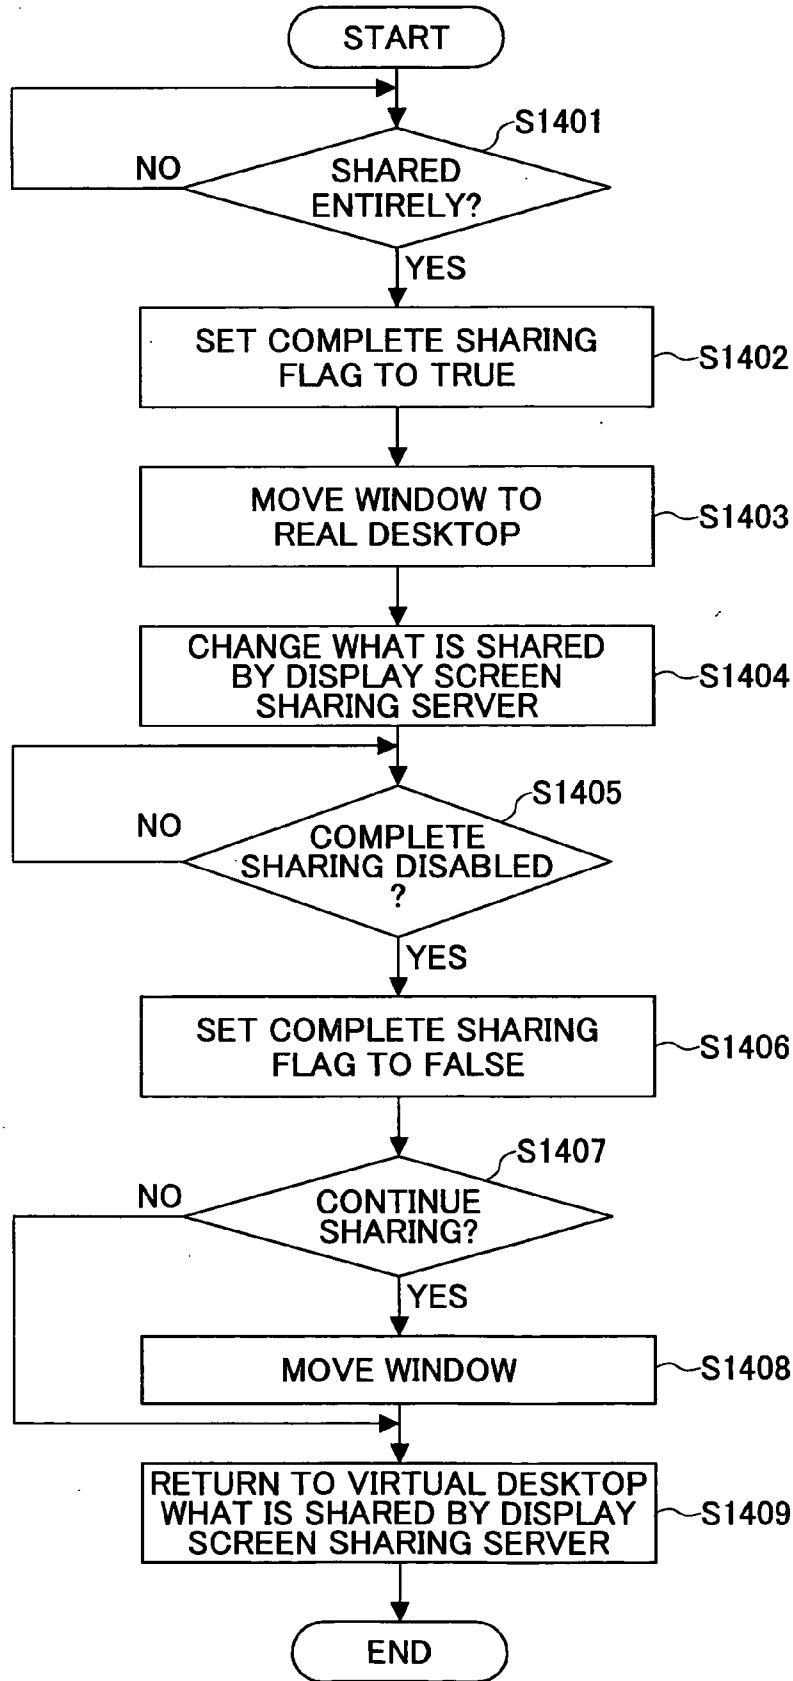 START
S1401
NO
SHARED
ENTIRELY?
YES
SET COMPLETE SHARING
FLAG TO TRUE
S1402
MOVE WINDOW TO
REAL DESKTOP
S1403
CHANGE WHAT IS SHARED
BY DISPLAY SCREEN
SHARING SERVER
S1404
S1405
NO
COMPLETE
SHARING DISABLED
?
YES
SET COMPLETE SHARING
FLAG TO FALSE
S1406
S1407
NO
CONTINUE
SHARING?
YES
MOVE WINDOW
S1408
RETURN TO VIRTUAL DESKTOP
WHAT IS SHARED BY DISPLAY
SCREEN SHARING SERVER
S1409
END